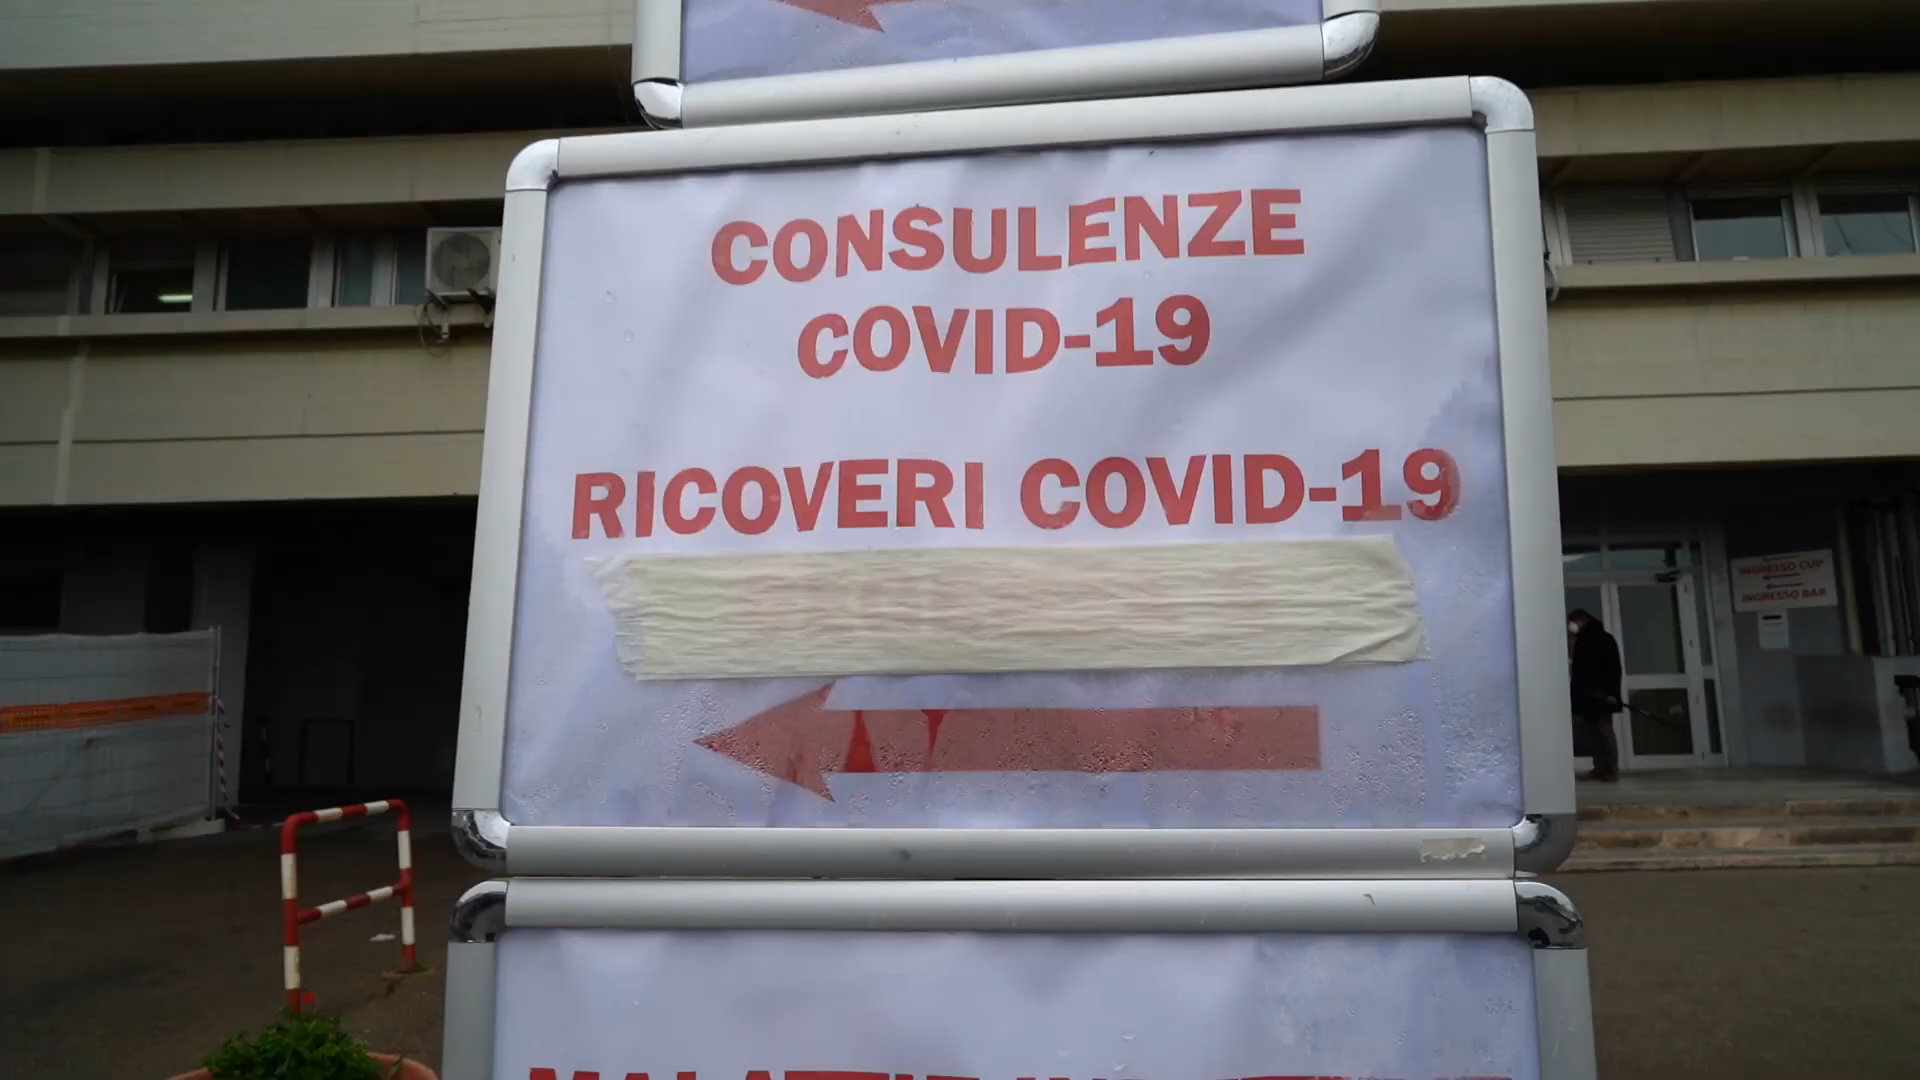 CONSULENZE
COVID-19
RICOVERI COVID-19
INGRESSO CUP
INGRESSO BAR